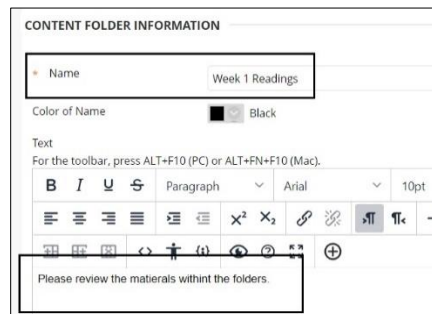 CONTENT FOLDER INFORMATION
* Name
Week 1 Readings
Color of Name
Black
Text
For the toolbar, press ALT+F10 (PC) or ALT+FN+F10 (Mac).
B I U S Paragraph Arial 10pt
Please review the matierals withint the folders.